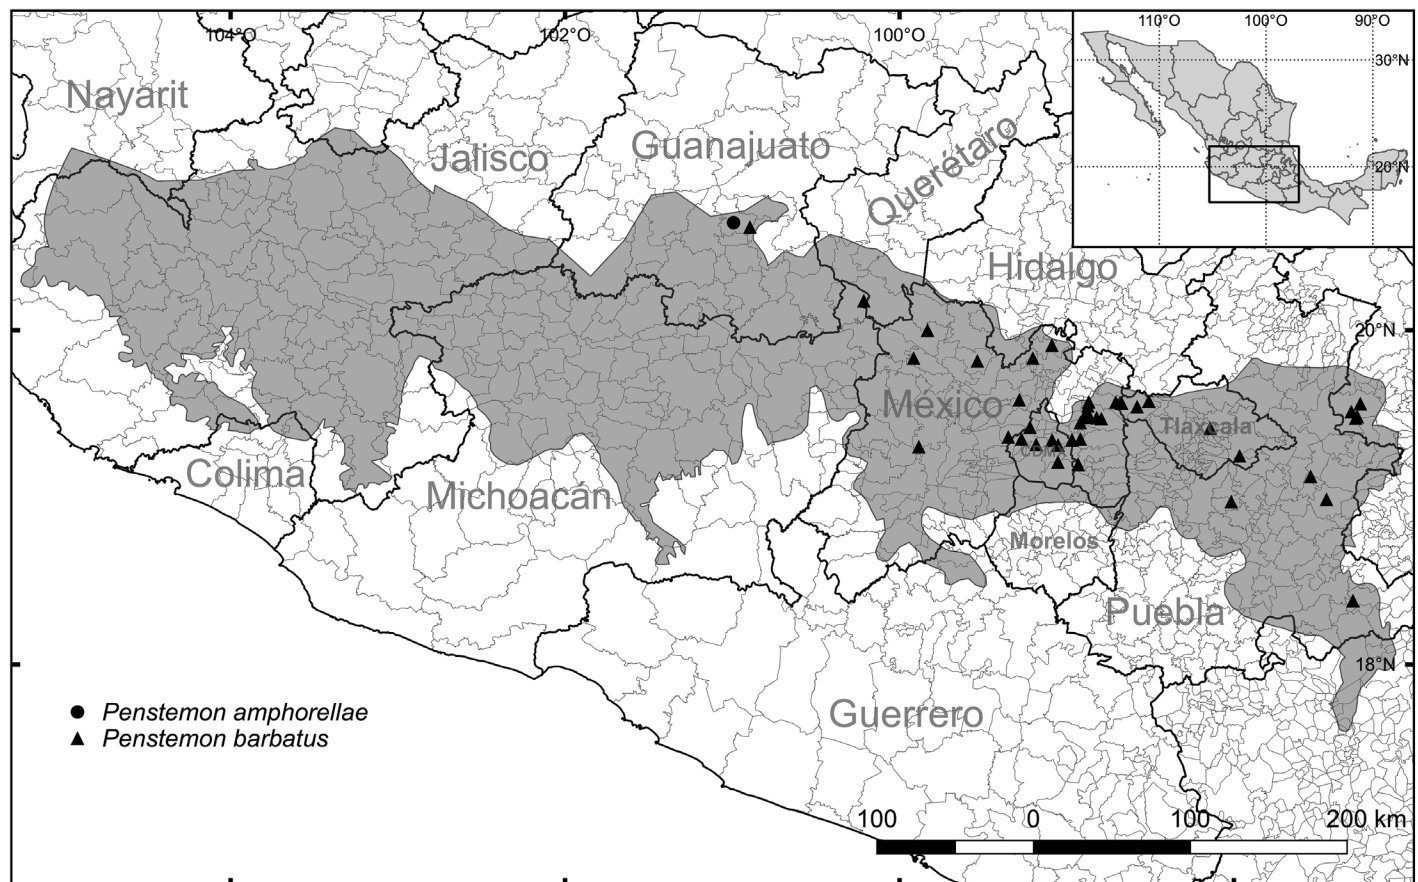 104°O
102°O
100°O
110°O
100°O
90°O
30°N
20°N
Nayarit
Jalisco
Guanajuato
Querétaro
Hidalgo
20°N
México
Tlaxcala
Colima
Michoacán
Morelos
Puebla
18°N
Guerrero
Penstemon amphorellae
Penstemon barbatus
100 0 100 200 km